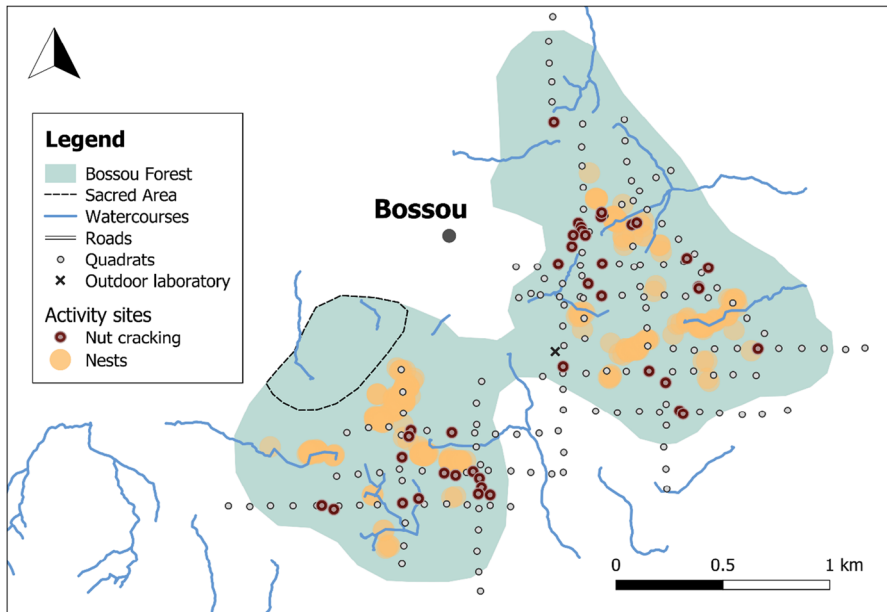 Legend
Bossou Forest
Sacred Area
Watercourses
Roads
Quadrats
Outdoor laboratory
Activity sites
Nut cracking
Nests
Bossou
0
0.5
1 km